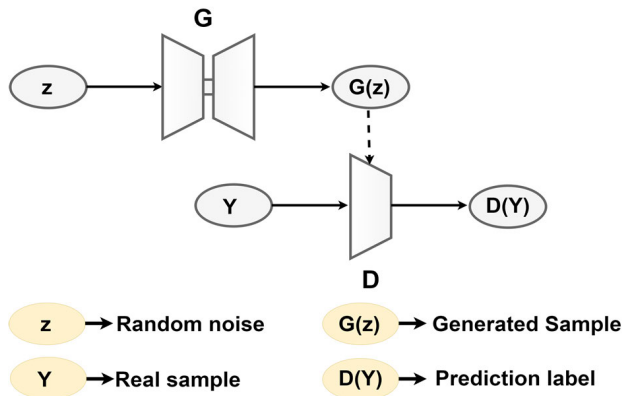 G
z
G(z)
Y
D(Y)
D
z Random noise
G(z) Generated Sample
Y Real sample
D(Y) Prediction label